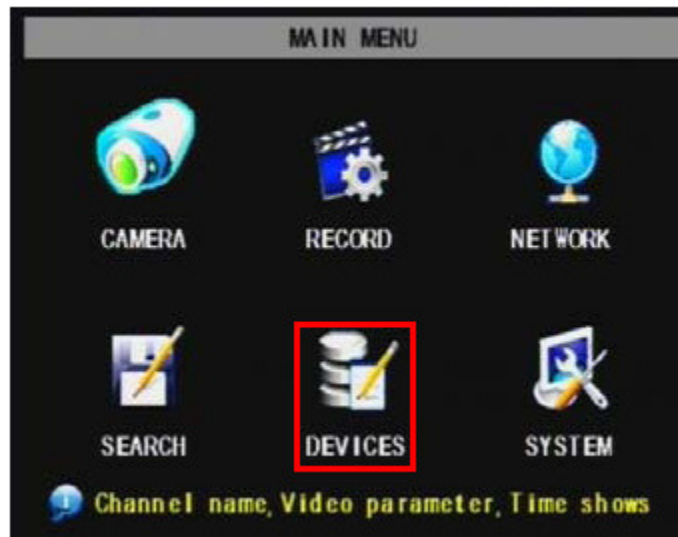 MAIN MENU
CAMERA RECORD NETWORK
SEARCH DEVICES SYSTEM
Channel name, Video parameter, Time shows